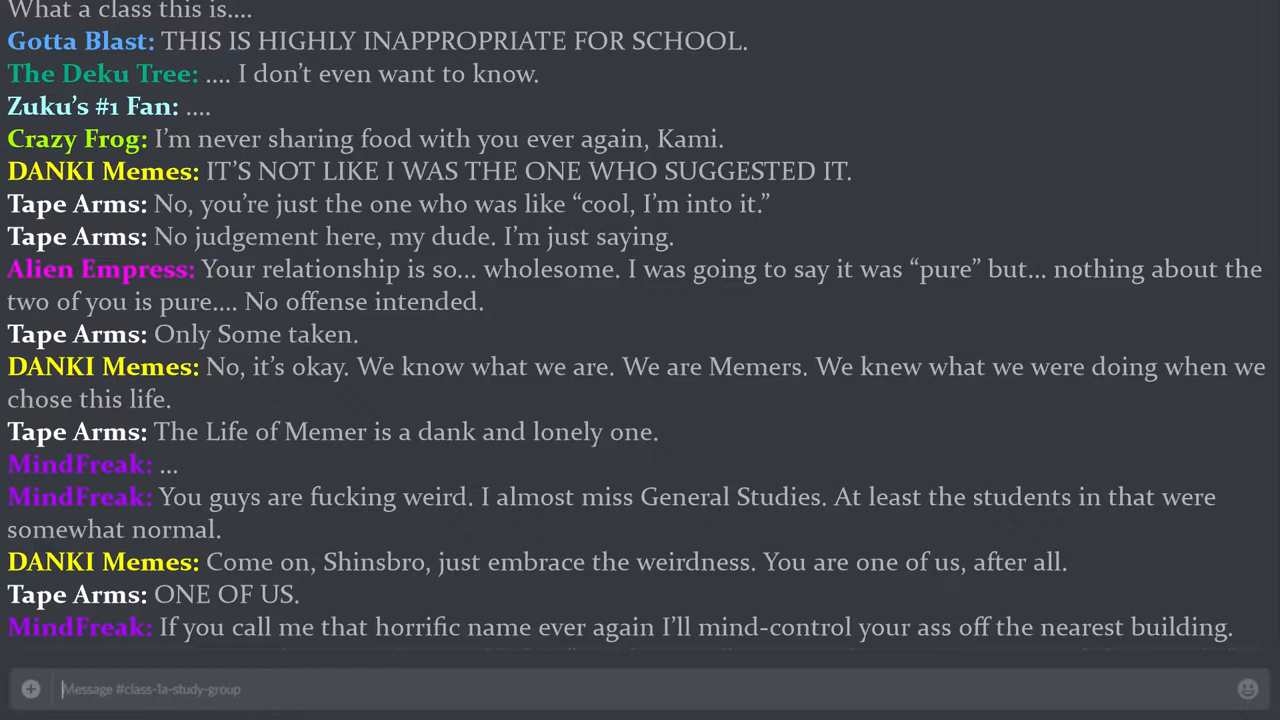 What a class this is....
Gotta Blast: THIS IS HIGHLY INAPPROPRIATE FOR SCHOOL.
The Deku Tree: .... I don’t even want to know.
Zuku’s #1 Fan: ....
Crazy Frog: I’m never sharing food with you ever again, Kami.
DANKI Memes: IT’S NOT LIKE I WAS THE ONE WHO SUGGESTED IT.
Tape Arms: No, you’re just the one who was like “cool, I’m into it.”
Tape Arms: No judgement here, my dude. I’m just saying.
Alien Empress: Your relationship is so... wholesome. I was going to say it was “pure” but... nothing about the
two of you is pure.... No offense intended.
Tape Arms: Only Some taken.
DANKI Memes: No, it’s okay. We know what we are. We are Memers. We knew what we were doing when we
chose this life.
Tape Arms: The Life of Memer is a dank and lonely one.
MindFreak: ...
MindFreak: You guys are fucking weird. I almost miss General Studies. At least the students in that were
somewhat normal.
DANKI Memes: Come on, Shinsbro, just embrace the weirdness. You are one of us, after all.
Tape Arms: ONE OF US.
MindFreak: If you call me that horrific name ever again I’ll mind-control your ass off the nearest building.
Message #class-1a-study-group